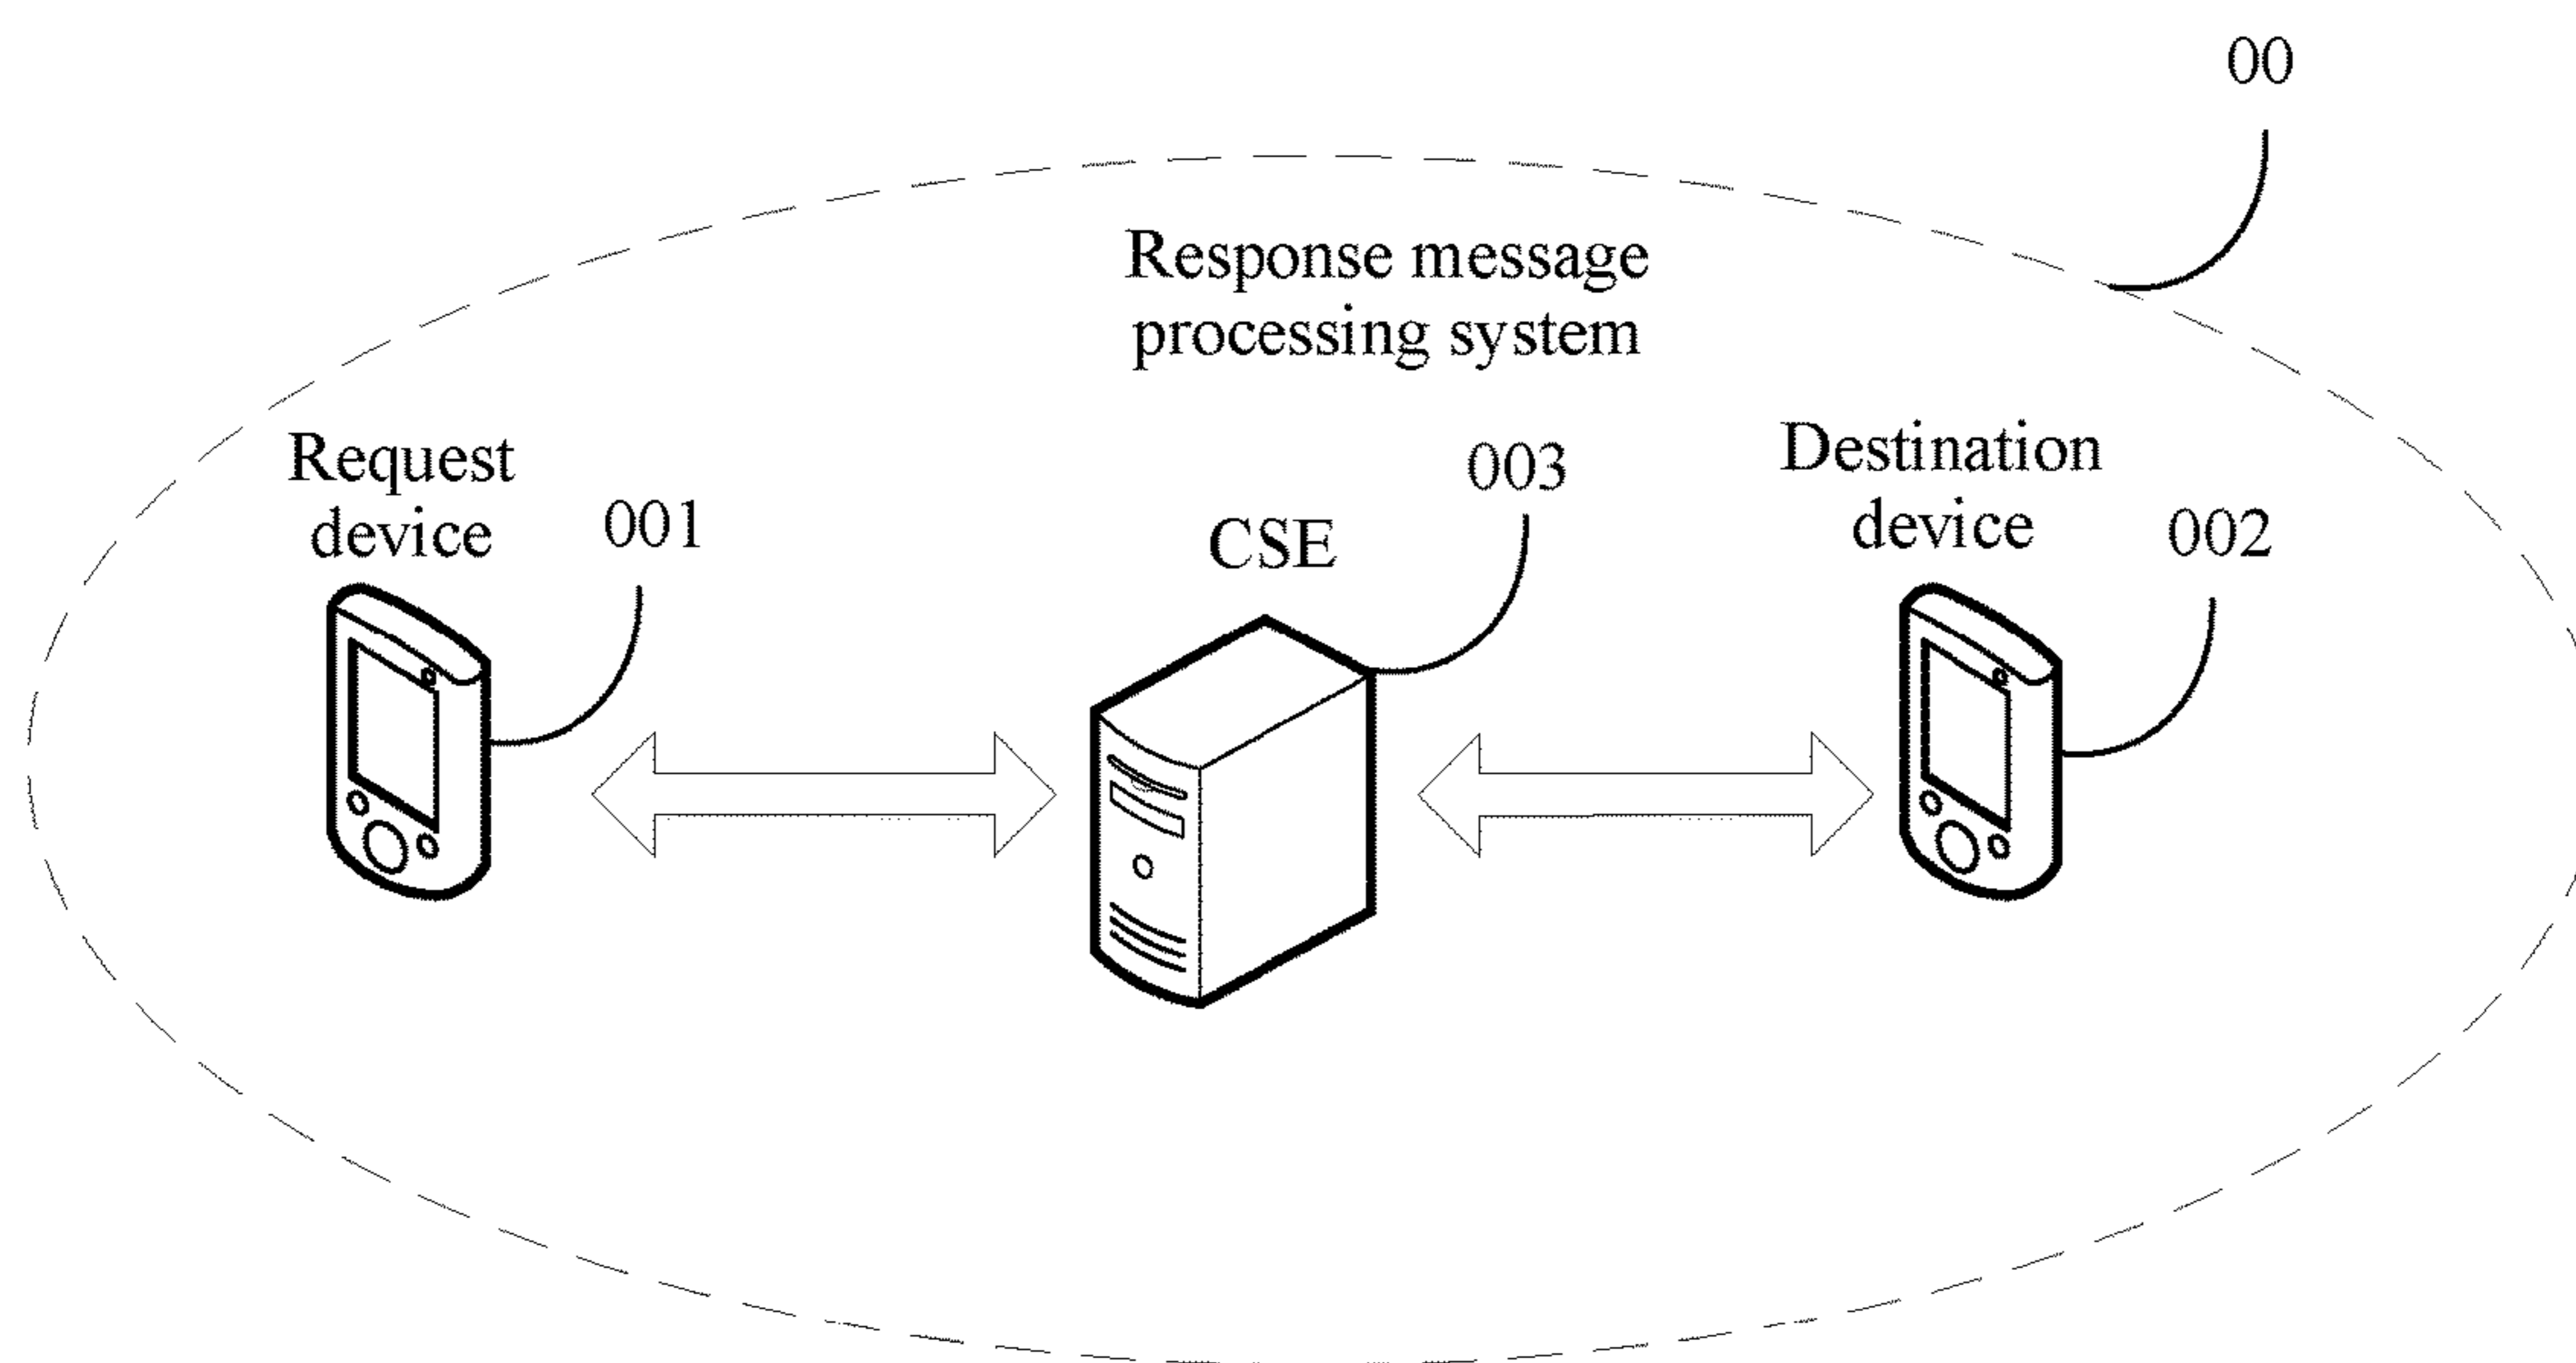 00
Response message
processing system
Request
device
001
CSE
003
Destination
device
002